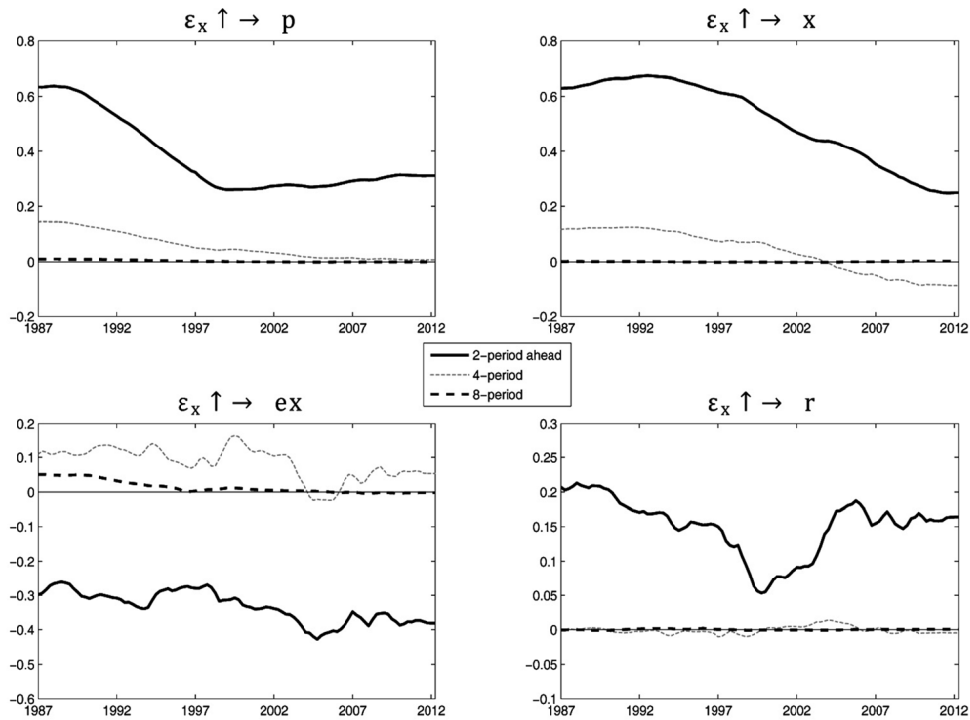 εx ↑ → p
0.8
0.6
0.4
0.2
0
−0.2
1987 1992 1997 2002 2007 2012
εx ↑ → x
0.8
0.6
0.4
0.2
0
−0.2
1987 1992 1997 2002 2007 2012
2−period ahead
4−period
8−period
εx ↑ → ex
0.2
0.1
0
−0.1
−0.2
−0.3
−0.4
−0.5
−0.6
1987 1992 1997 2002 2007 2012
εx ↑ → r
0.3
0.25
0.2
0.15
0.1
0.05
0
−0.05
−0.1
1987 1992 1997 2002 2007 2012